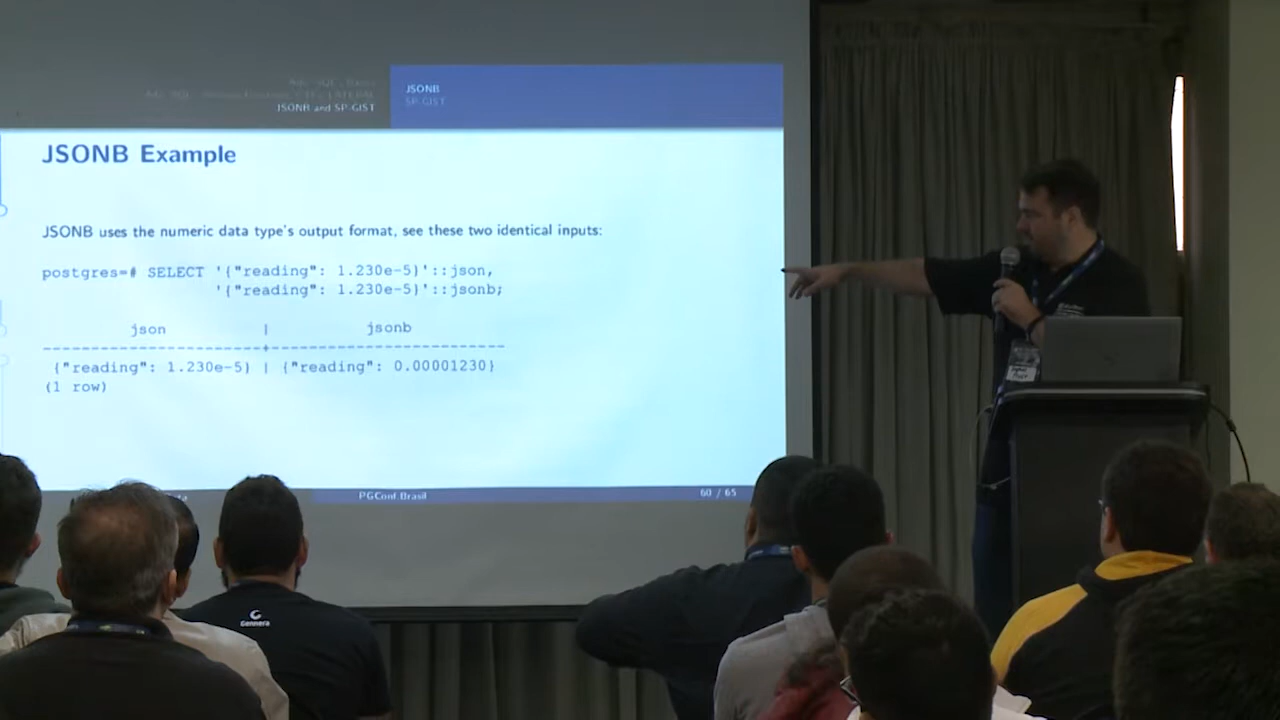 JSONB and SP-GIST
JSONB
SP-GIST
JSONB Example
JSONB uses the numeric data type's output format, see these two identical inputs:
postgres=# SELECT '{"reading": 1.230e-5}'::json,
'{"reading": 1.230e-5}'::jsonb;
json | jsonb
-----------------------+-------------------------
{"reading": 1.230e-5} | {"reading": 0.00001230}
(1 row)
PGConf.Brasil
60 / 65
Gennera